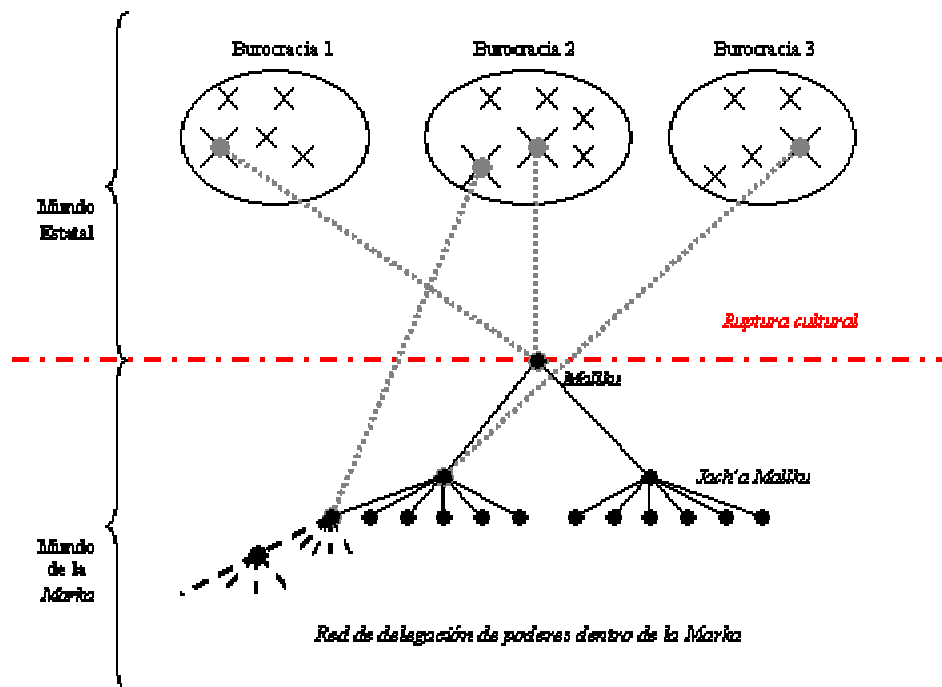 Burocracia 1
Burocracia 2
Burocracia 3
Mundo
Estatal
Ruptura cultural
Mallku
Jach'a Mallku
Mundo
de la
Marka
Red de delegación de poderes dentro de la Marka